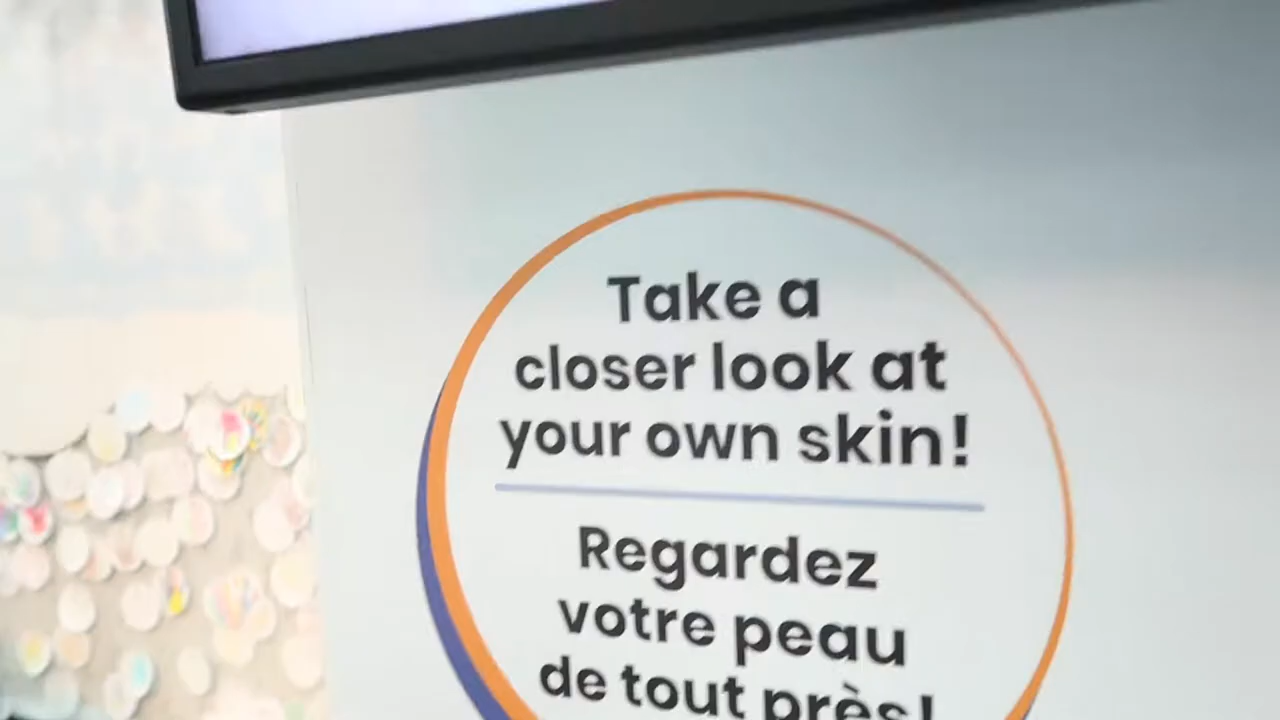 Take a
closer look at
your own skin!
Regardez
votre peau
de tout près!